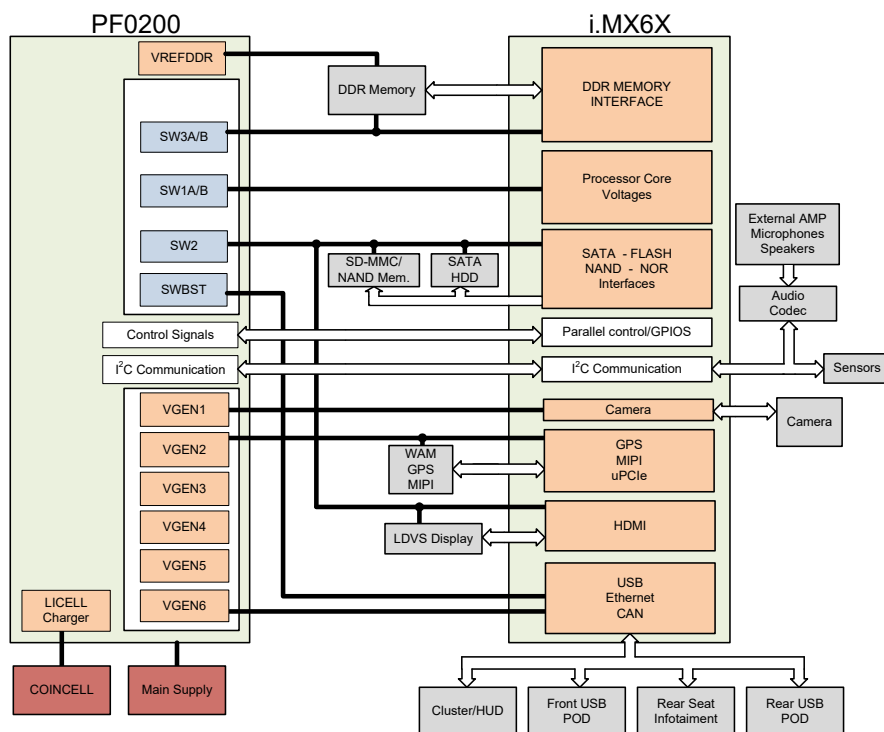 PF0200
i.MX6X
VREFDDR
DDR Memory
DDR MEMORY
INTERFACE
SW3A/B
SW1A/B
Processor Core
Voltages
SW2
SD-MMC/
NAND Mem.
SATA
HDD
SATA - FLASH
NAND - NOR
Interfaces
External AMP
Microphones
Speakers
SWBST
Audio
Codec
Control Signals
Parallel control/GPIOS
I2C Communication
I2C Communication
Sensors
VGEN1
Camera
Camera
VGEN2
WAM
GPS
MIPI
GPS
MIPI
uPCIe
VGEN3
VGEN4
LDVS Display
HDMI
VGEN5
VGEN6
USB
Ethernet
CAN
LICELL
Charger
COINCELL
Main Supply
Cluster/HUD
Front USB
POD
Rear Seat
Infotaiment
Rear USB
POD